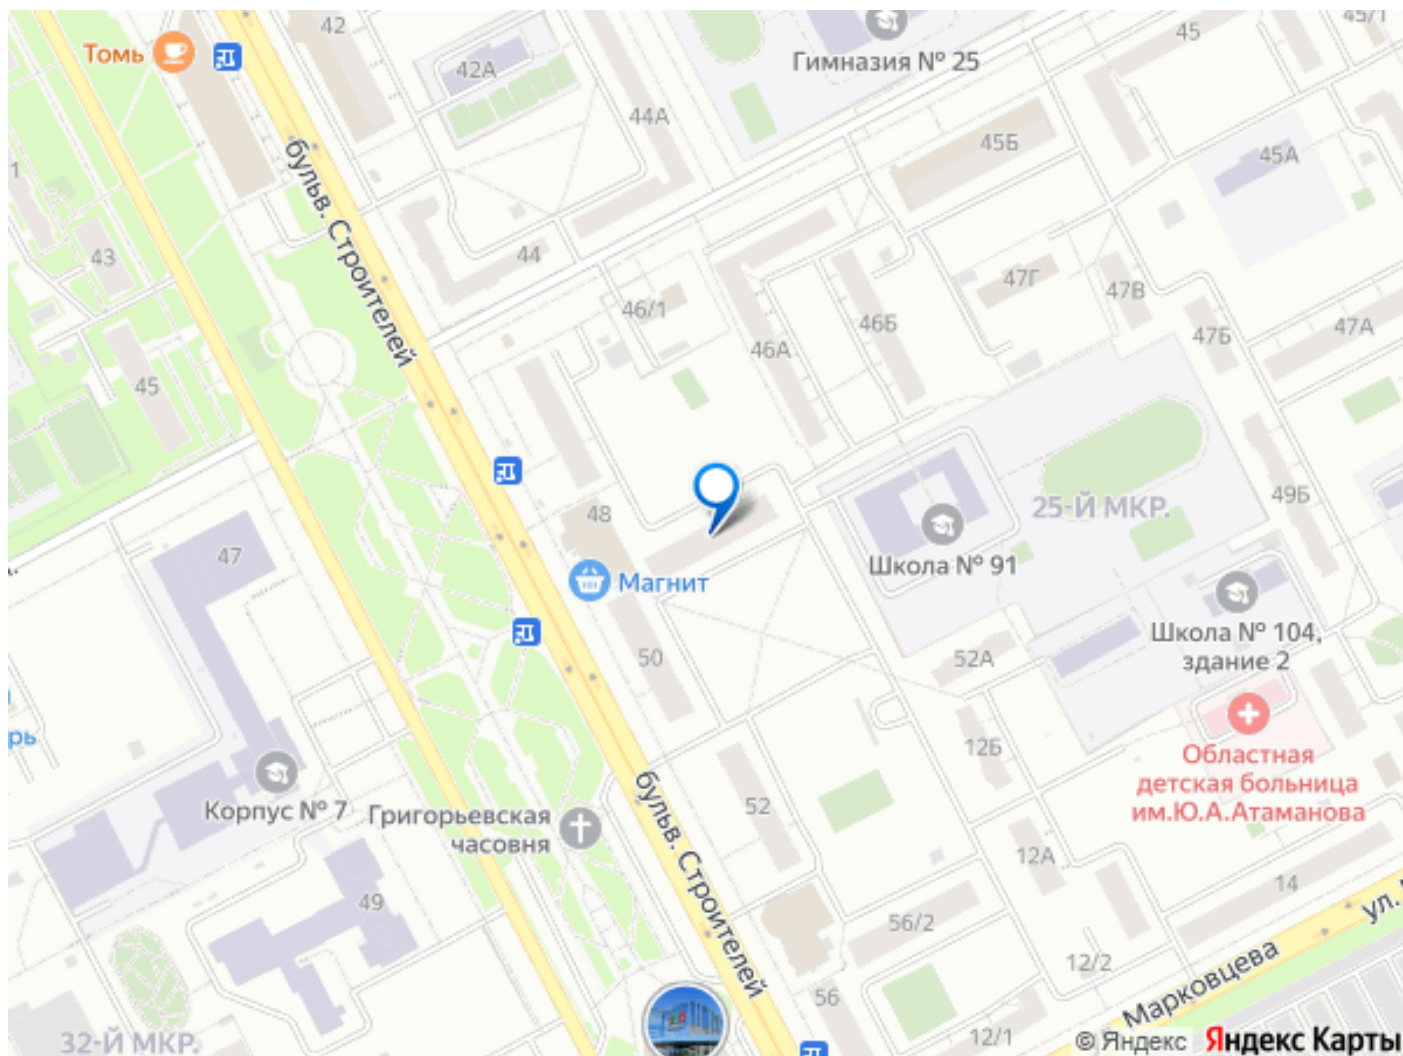 42
45
45/1
Томь
Гимназия № 25
42А
44А
45Б
45А
бульв. Строителей
1
43
44
47Г
47В
46/1
46Б
47Б
47А
46А
45
49Б
48
25-Й МКР.
47
Школа № 91
Магнит
Школа № 104,
здание 2
50
52А
рь
12Б
Областная
детская больница
им.Ю.А.Атаманова
Корпус № 7
52
Григорьевская
часовня
бульв. Строителей
12А
14
49
56/2
ул.
12/2
Марковцева
56
32-Й МКР.
12/1
© Яндекс
Яндекс Карты